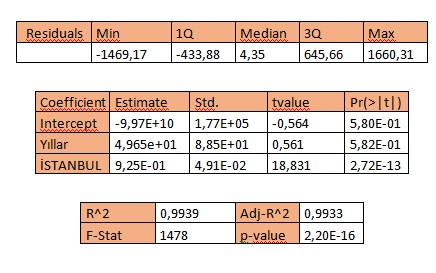 Residuals Min 1Q Median 3Q Max
-1469,17 -433,88 4,35 645,66 1660,31
Coefficient Estimate Std. tvalue Pr(>|t|)
Intercept -9,97E+10 1,77E+05 -0,564 5,80E-01
Yıllar 4,965e+01 8,85E+01 0,561 5,82E-01
İSTANBUL 9,25E-01 4,91E-02 18,831 2,72E-13
R^2 0,9939 Adj-R^2 0,9933
F-Stat 1478 p-value 2,20E-16